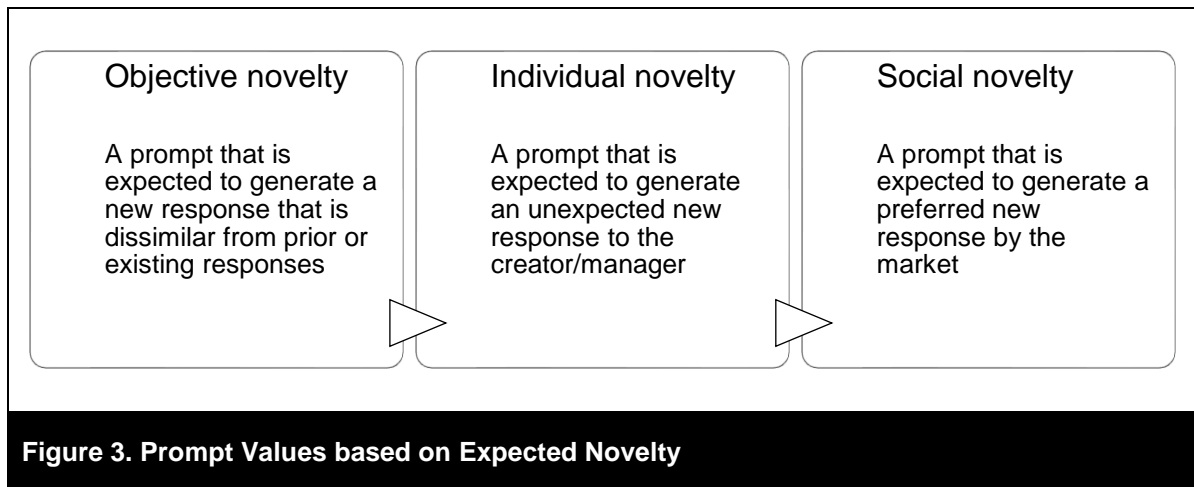 Objective novelty
A prompt that is
expected to generate a
new response that is
dissimilar from prior or
existing responses
Individual novelty
A prompt that is
expected to generate
an unexpected new
response to the
creator/manager
Social novelty
A prompt that is
expected to generate a
preferred new
response by the
market
Figure 3. Prompt Values based on Expected Novelty